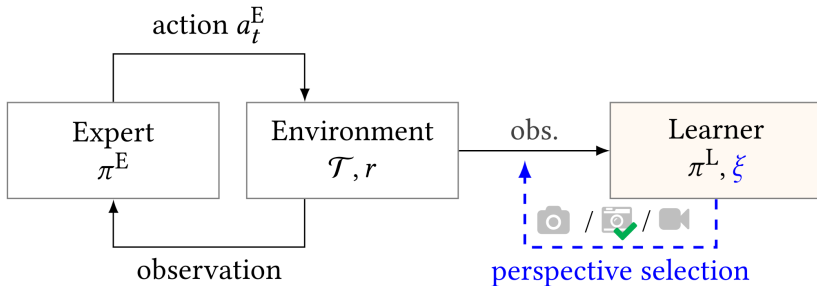 action $a_t^{\mathrm{E}}$
Expert
$\pi^{\mathrm{E}}$
Environment
$\mathcal{T}, r$
obs.
Learner
$\pi^{\mathrm{L}}, \xi$
/ /
observation
perspective selection